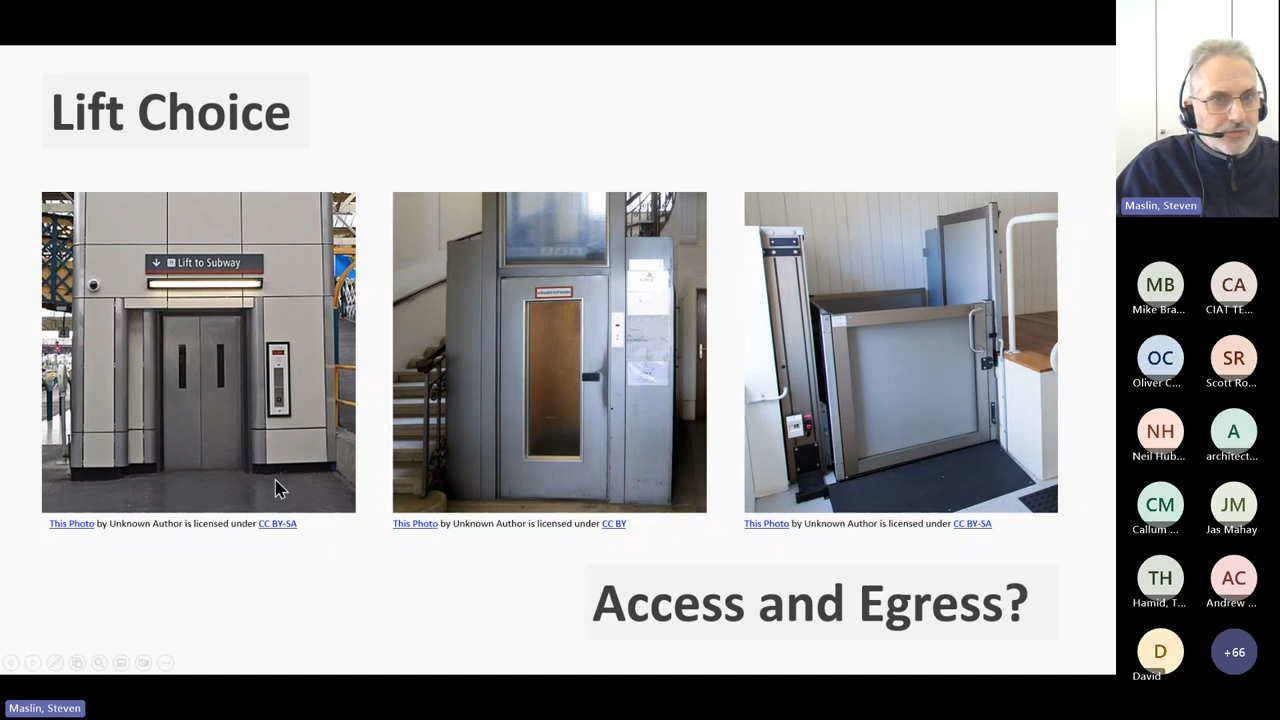 Lift Choice
Lift to Subway
This Photo by Unknown Author is licensed under CC BY-SA
This Photo by Unknown Author is licensed under CC BY
This Photo by Unknown Author is licensed under CC BY-SA
Access and Egress?
Maslin, Steven
Maslin, Steven
MB
Mike Bra...
CA
CIAT TE...
OC
Oliver C...
SR
Scott Ro...
NH
Neil Hub...
A
architect...
CM
Callum ...
JM
Jas Mahay
TH
Hamid, T...
AC
Andrew ...
D
David
+66